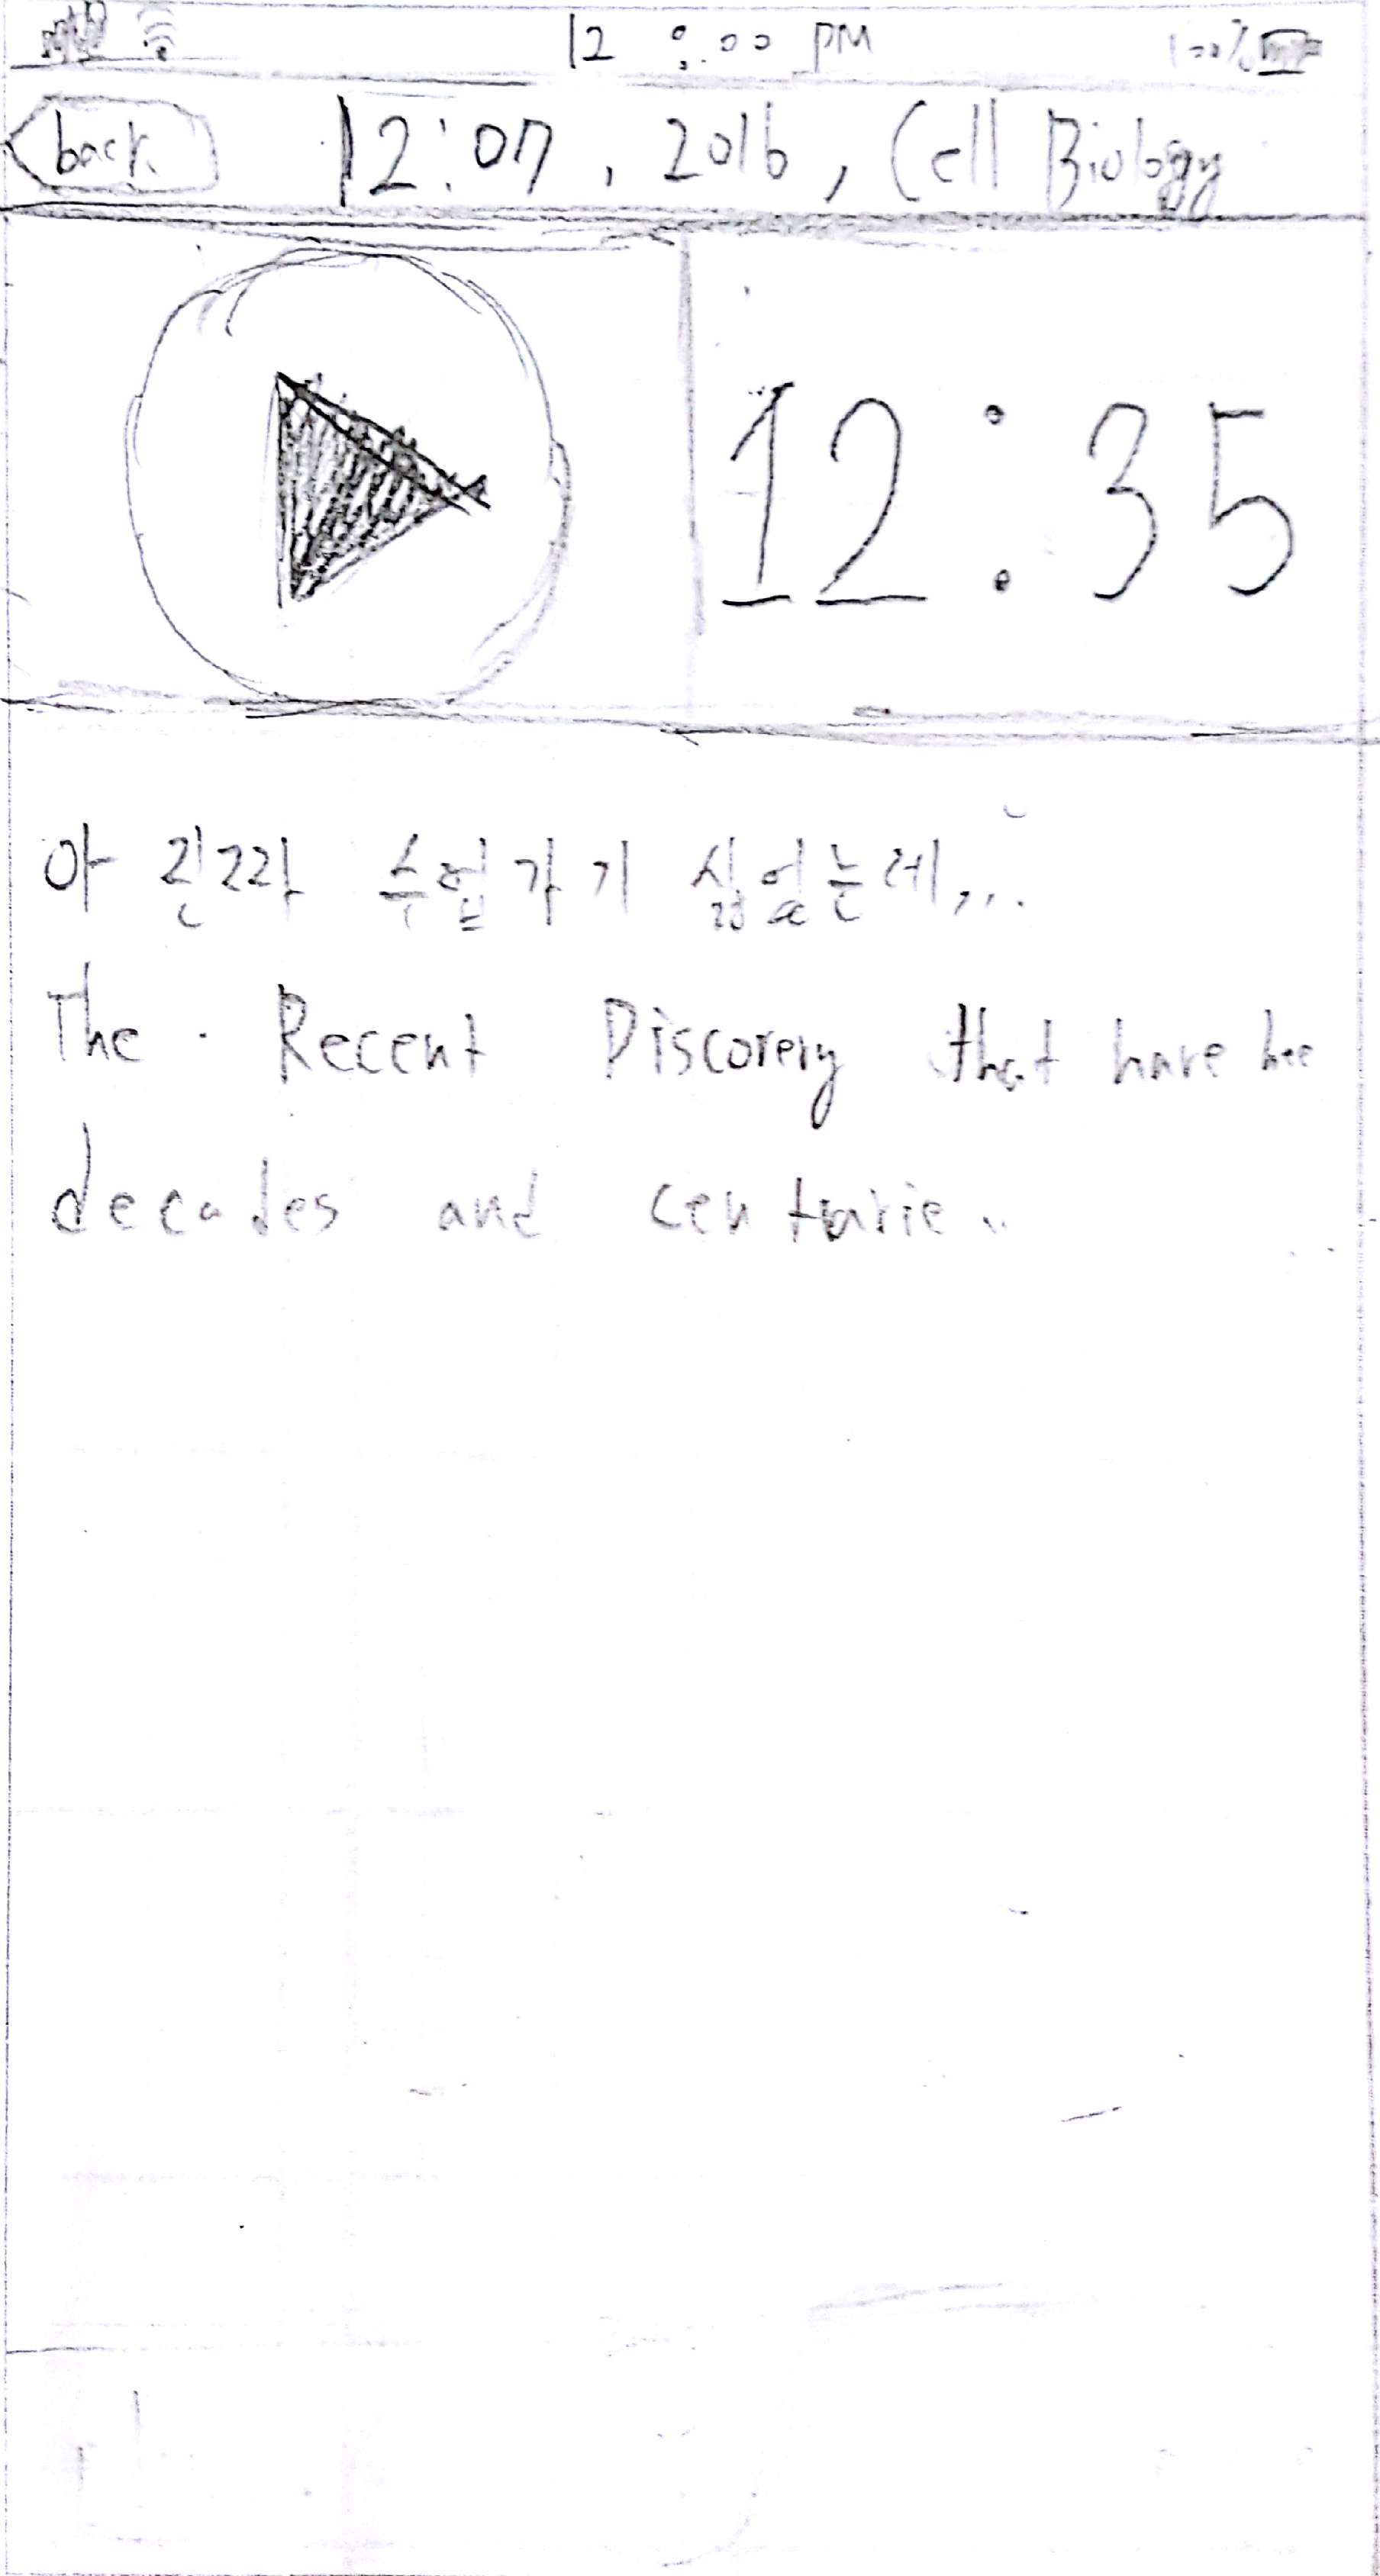 12:00 PM 100%
back 12:07, 2016, Cell Biology
12:35
아 진짜 수업 가기 싫었는데...
The Recent Discovery that have bee
decades and centurie..